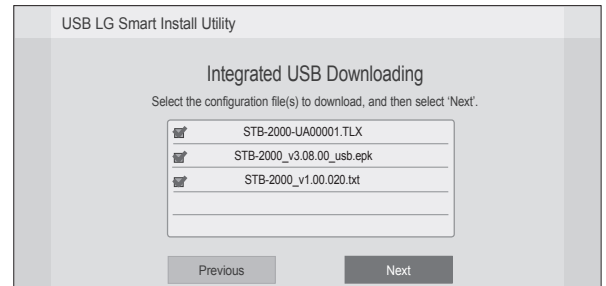 USB LG Smart Install Utility
Integrated USB Downloading
Select the configuration file(s) to download, and then select ‘Next’.
STB-2000-UA00001.TLX
STB-2000_v3.08.00_usb.epk
STB-2000_v1.00.020.txt
Previous Next